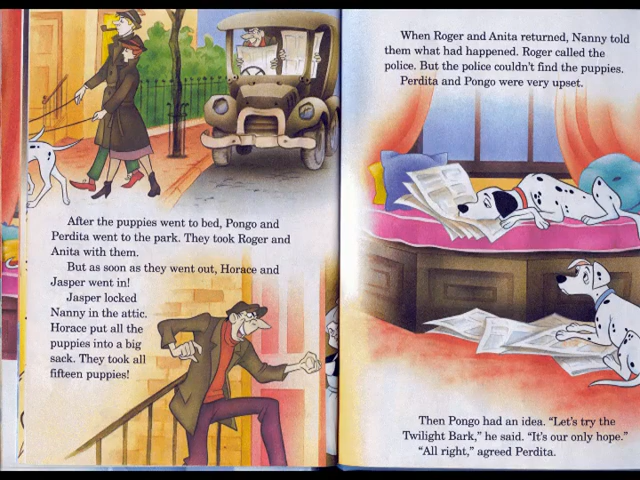 After the puppies went to bed, Pongo and
Perdita went to the park. They took Roger and
Anita with them.
But as soon as they went out, Horace and
Jasper went in!
Jasper locked
Nanny in the attic.
Horace put all the
puppies into a big
sack. They took all
fifteen puppies!
When Roger and Anita returned, Nanny told
them what had happened. Roger called the
police. But the police couldn't find the puppies.
Perdita and Pongo were very upset.
Then Pongo had an idea. "Let's try the
Twilight Bark," he said. "It's our only hope."
"All right," agreed Perdita.